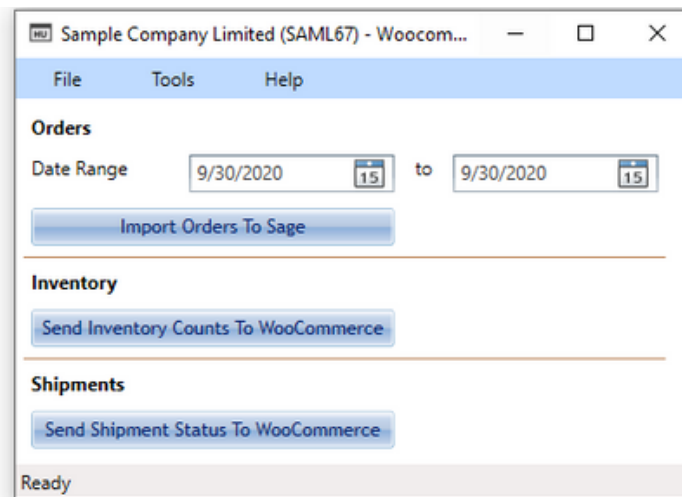 HU Sample Company Limited (SAML67) - Woocom...
File Tools Help
Orders
Date Range 9/30/2020 15 to 9/30/2020 15
Import Orders To Sage
Inventory
Send Inventory Counts To WooCommerce
Shipments
Send Shipment Status To WooCommerce
Ready